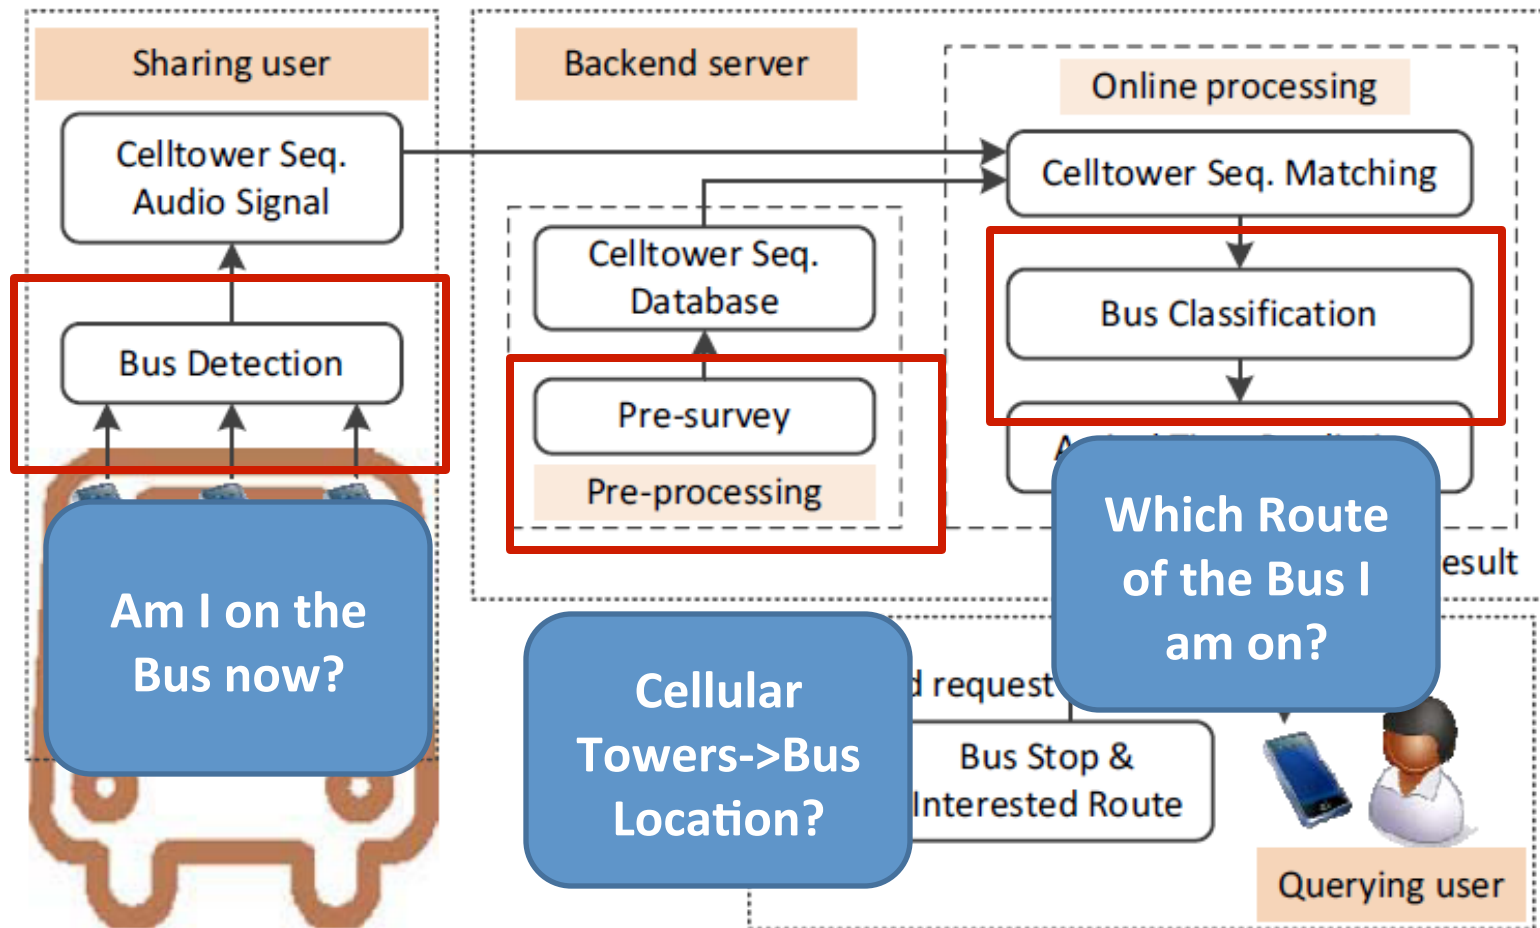 Sharing user
Celltower Seq.
Audio Signal
Bus Detection
Am I on the
Bus now?
Backend server
Celltower Seq.
Database
Pre-survey
Pre-processing
Online processing
Celltower Seq. Matching
Bus Classification
Which Route
of the Bus I
am on?
Cellular
Towers->Bus
Location?
request
Bus Stop &
Interested Route
Querying user